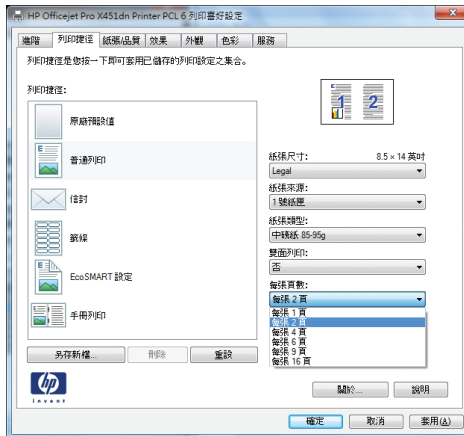 HP Officejet Pro X451dn Printer PCL 6 列印喜好設定
進階 列印捷徑 紙張/品質 效果 外觀 色彩 服務
列印捷徑是您按一下即可套用已儲存的列印設定之集合。
列印捷徑:
原廠預設值
普通列印
信封
籤條
EcoSMART 設定
手冊列印
另存新檔... 刪除 重設
1 2
紙張尺寸: 8.5 × 14 英吋
Legal
紙張來源:
1 號紙匣
紙張類型:
中磅紙 85-95g
雙面列印:
否
每張頁數:
每張 2 頁
每張 1 頁
每張 2 頁
每張 4 頁
每張 6 頁
每張 9 頁
每張 16 頁
hp
invent
關於... 說明
確定 取消 套用(A)